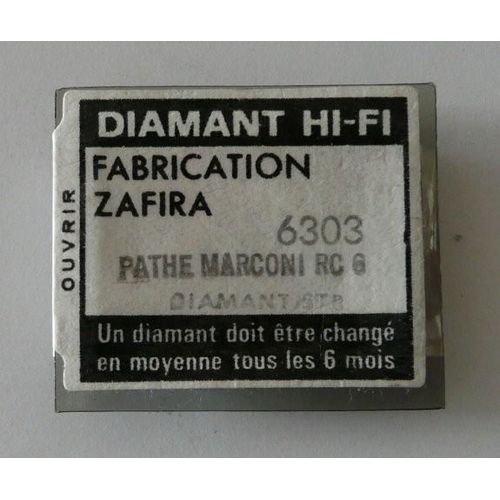 DIAMANT HI-FI
FABRICATION
ZAFIRA
6303
PATHE MARCONI RC 6
DIAMANT/STB
Un diamant doit être changé
en moyenne tous les 6 mois
OUVRIR